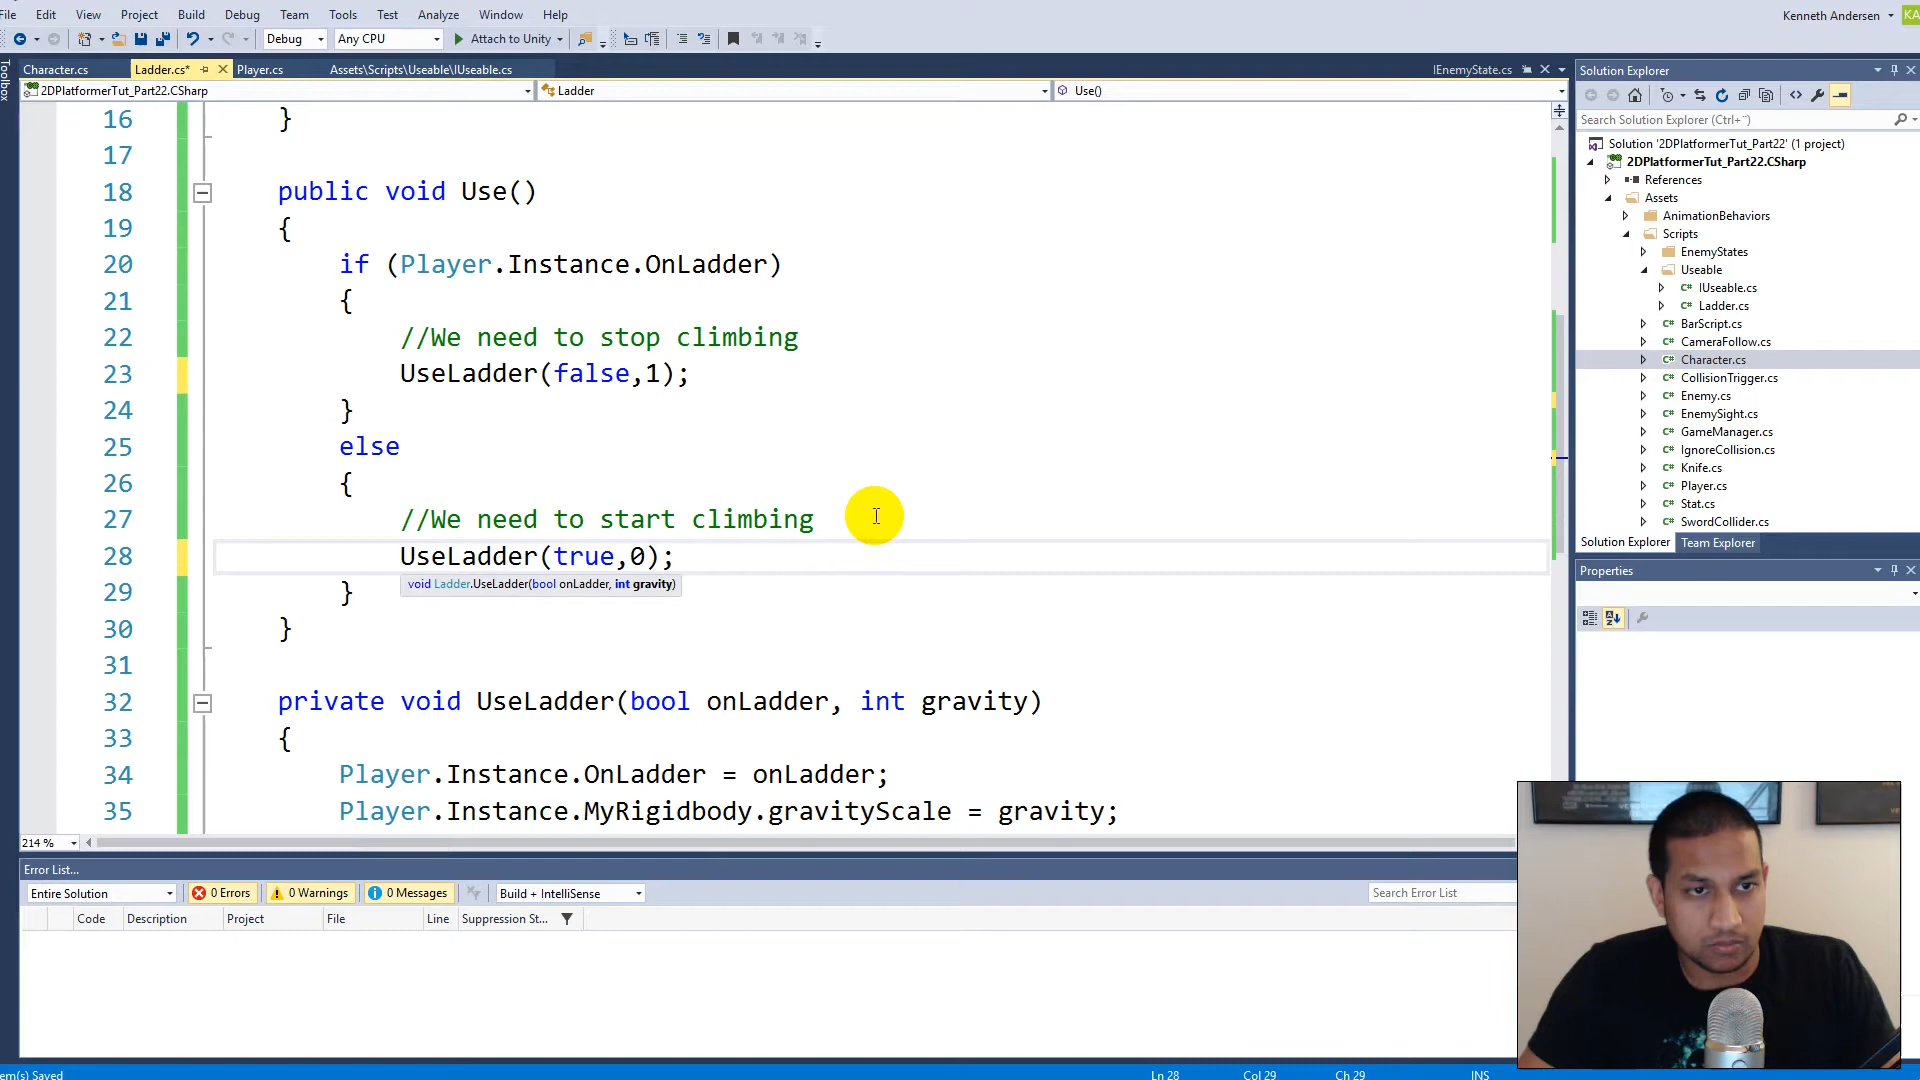 File Edit View Project Build Debug Team Tools Test Analyze Window Help
Kenneth Andersen KA
Debug Any CPU Attach to Unity
Toolbox
Character.cs Ladder.cs* Player.cs Assets\Scripts\Useable\IUseable.cs IEnemyState.cs
2DPlatformerTut_Part22.CSharp Ladder Use()
16 }
17
18 public void Use()
19 {
20 if (Player.Instance.OnLadder)
21 {
22 //We need to stop climbing
23 UseLadder(false,1);
24 }
25 else
26 {
27 //We need to start climbing
28 UseLadder(true,0);
void Ladder.UseLadder(bool onLadder, int gravity)
29 }
30 }
31
32 private void UseLadder(bool onLadder, int gravity)
33 {
34 Player.Instance.OnLadder = onLadder;
35 Player.Instance.MyRigidbody.gravityScale = gravity;
214 %
Solution Explorer
Search Solution Explorer (Ctrl+¨)
Solution '2DPlatformerTut_Part22' (1 project)
2DPlatformerTut_Part22.CSharp
References
Assets
AnimationBehaviors
Scripts
EnemyStates
Useable
C# IUseable.cs
C# Ladder.cs
C# BarScript.cs
C# CameraFollow.cs
C# Character.cs
C# CollisionTrigger.cs
C# Enemy.cs
C# EnemySight.cs
C# GameManager.cs
C# IgnoreCollision.cs
C# Knife.cs
C# Player.cs
C# Stat.cs
C# SwordCollider.cs
Solution Explorer Team Explorer
Properties
Error List...
Entire Solution 0 Errors 0 Warnings 0 Messages Build + IntelliSense Search Error List
Code Description Project File Line Suppression St...
em(s) Saved Ln 28 Col 29 Ch 29 INS